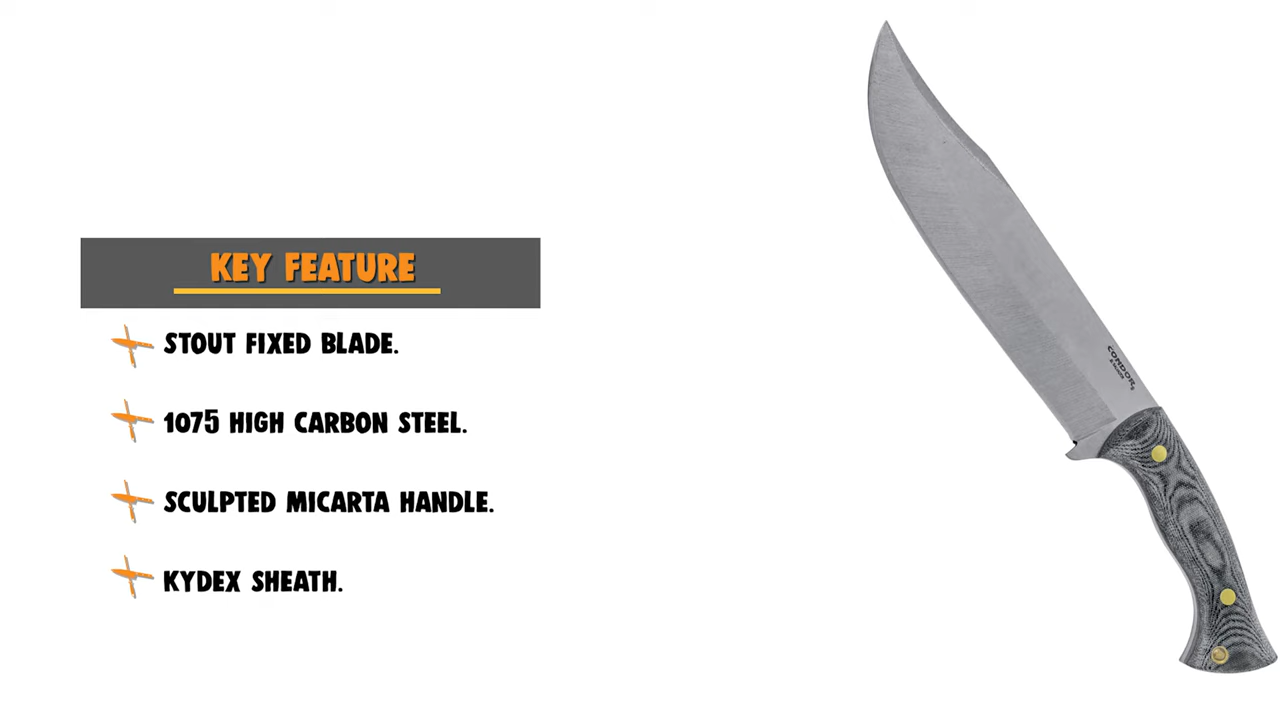 KEY FEATURE
STOUT FIXED BLADE.
1075 HIGH CARBON STEEL.
SCULPTED MICARTA HANDLE.
KYDEX SHEATH.
CONDOR